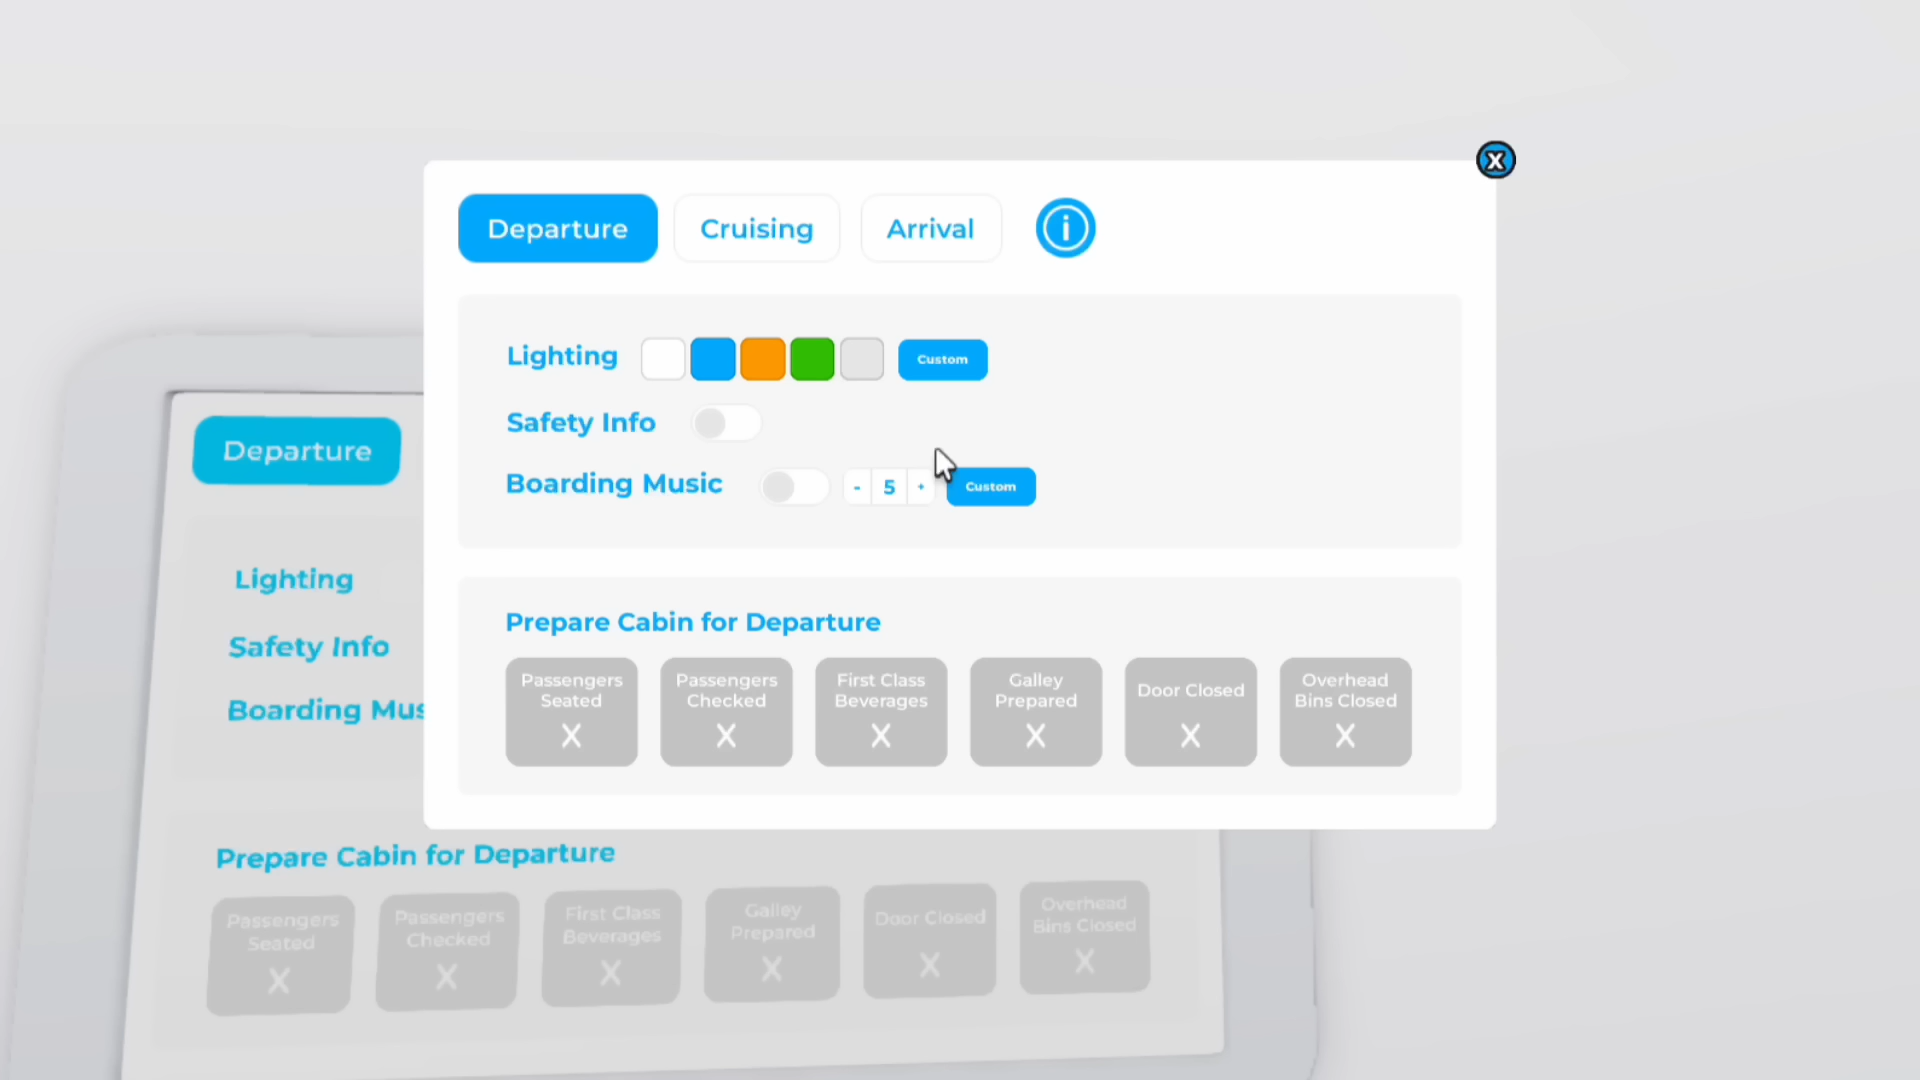 Departure
Cruising
Arrival
i
X
Lighting
Custom
Safety Info
Boarding Music
- 5 +
Custom
Prepare Cabin for Departure
Passengers
Seated
X
Passengers
Checked
X
First Class
Beverages
X
Galley
Prepared
X
Door Closed
X
Overhead
Bins Closed
X
Departure
Lighting
Safety Info
Boarding Mus
Prepare Cabin for Departure
Passengers
Seated
X
Passengers
Checked
X
First Class
Beverages
X
Galley
Prepared
X
Door Closed
X
Overhead
Bins Closed
X